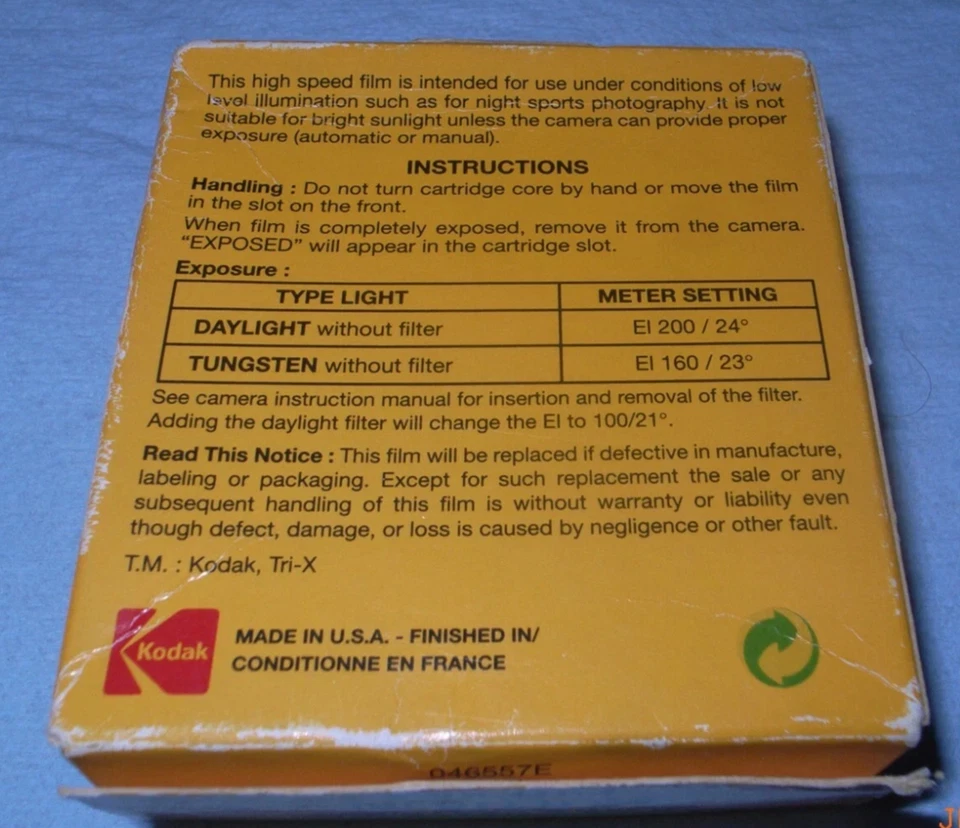 This high speed film is intended for use under conditions of low
level illumination such as for night sports photography. It is not
suitable for bright sunlight unless the camera can provide proper
exposure (automatic or manual).
INSTRUCTIONS
Handling : Do not turn cartridge core by hand or move the film
in the slot on the front.
When film is completely exposed, remove it from the camera.
“EXPOSED” will appear in the cartridge slot.
Exposure :
TYPE LIGHT METER SETTING
DAYLIGHT without filter EI 200 / 24°
TUNGSTEN without filter EI 160 / 23°
See camera instruction manual for insertion and removal of the filter.
Adding the daylight filter will change the EI to 100/21°.
Read This Notice : This film will be replaced if defective in manufacture,
labeling or packaging. Except for such replacement the sale or any
subsequent handling of this film is without warranty or liability even
though defect, damage, or loss is caused by negligence or other fault.
T.M. : Kodak, Tri-X
Kodak
MADE IN U.S.A. - FINISHED IN/
CONDITIONNE EN FRANCE
046557E